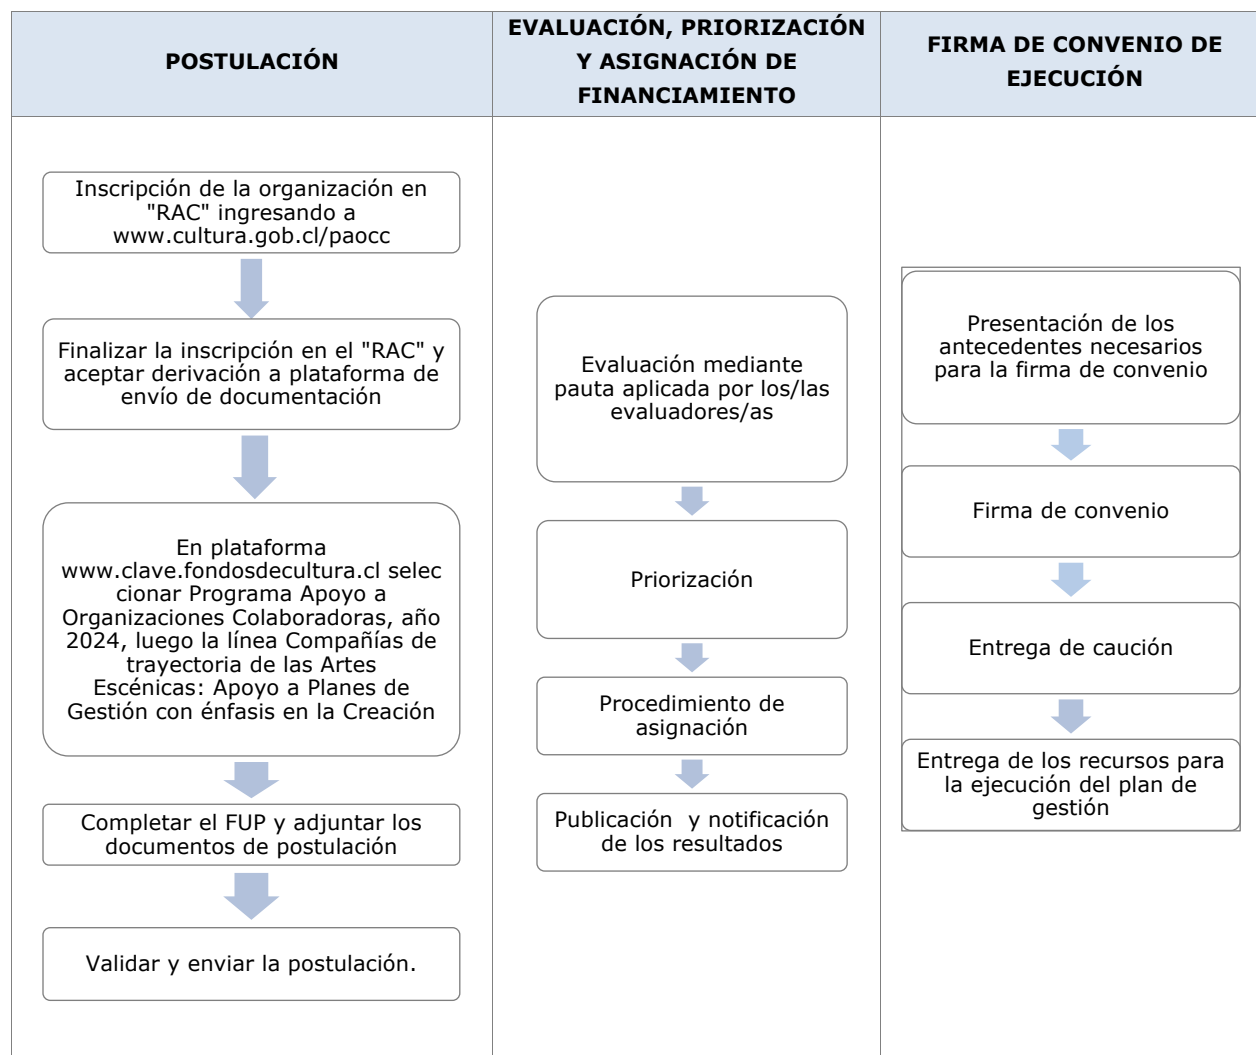 POSTULACIÓN
EVALUACIÓN, PRIORIZACIÓN
Y ASIGNACIÓN DE
FINANCIAMIENTO
FIRMA DE CONVENIO DE
EJECUCIÓN
Inscripción de la organización en
"RAC" ingresando a
www.cultura.gob.cl/paocc
Finalizar la inscripción en el "RAC" y
aceptar derivación a plataforma de
envío de documentación
En plataforma
www.clave.fondosdecultura.cl selec
cionar Programa Apoyo a
Organizaciones Colaboradoras, año
2024, luego la línea Compañías de
trayectoria de las Artes
Escénicas: Apoyo a Planes de
Gestión con énfasis en la Creación
Completar el FUP y adjuntar los
documentos de postulación
Validar y enviar la postulación.
Evaluación mediante
pauta aplicada por los/las
evaluadores/as
Priorización
Procedimiento de
asignación
Publicación y notificación
de los resultados
Presentación de los
antecedentes necesarios
para la firma de convenio
Firma de convenio
Entrega de caución
Entrega de los recursos para
la ejecución del plan de
gestión